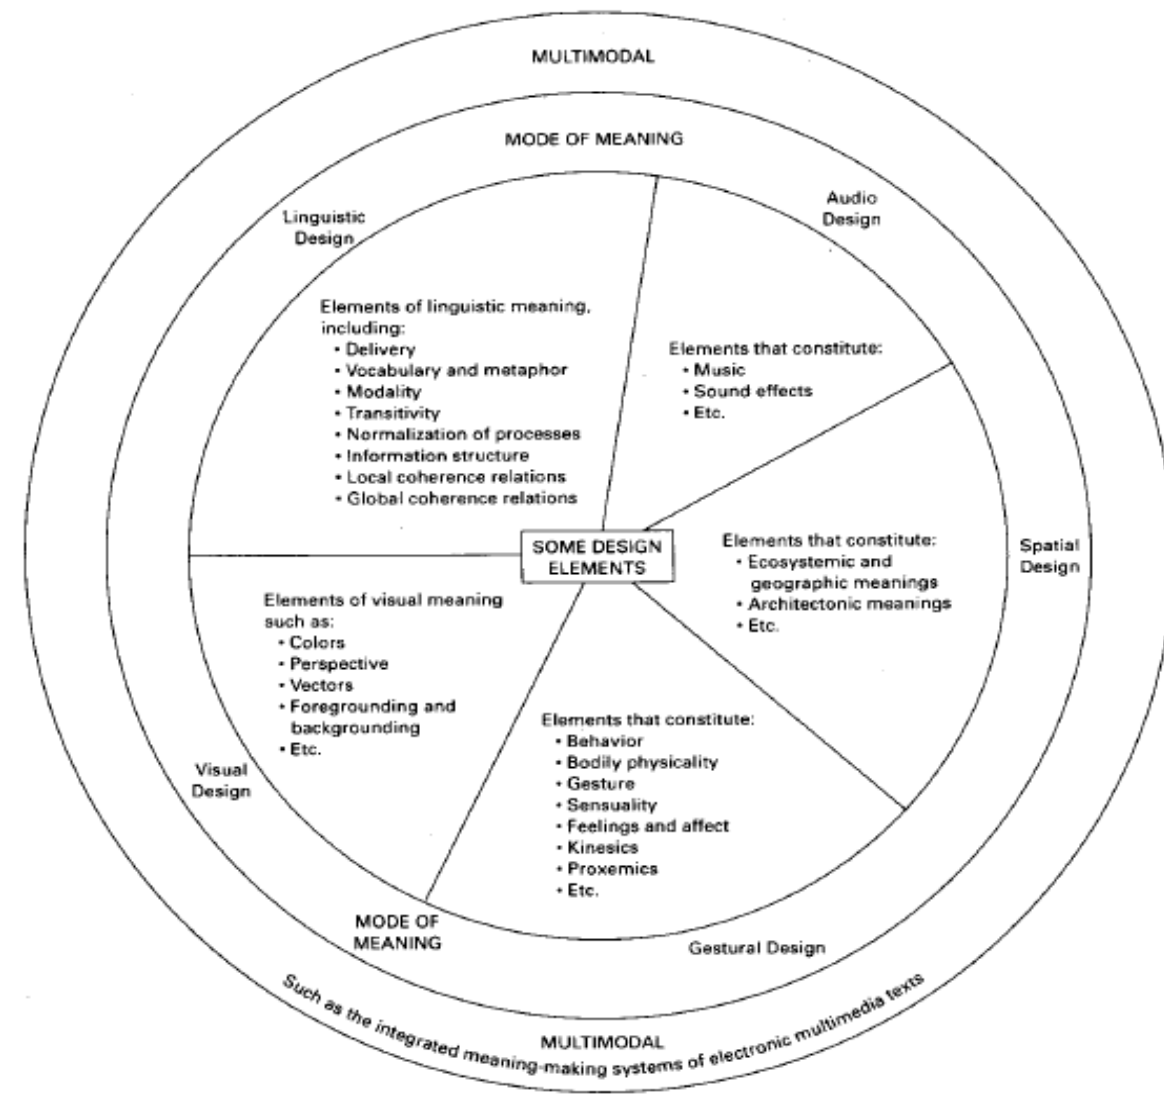 MULTIMODAL
MODE OF MEANING
Linguistic
Design
Audio
Design
Elements of linguistic meaning,
including:
• Delivery
• Vocabulary and metaphor
• Modality
• Transitivity
• Normalization of processes
• Information structure
• Local coherence relations
• Global coherence relations
Elements that constitute:
• Music
• Sound effects
• Etc.
SOME DESIGN
ELEMENTS
Elements that constitute:
• Ecosystemic and
geographic meanings
• Architectonic meanings
• Etc.
Spatial
Design
Elements of visual meaning
such as:
• Colors
• Perspective
• Vectors
• Foregrounding and
backgrounding
• Etc.
Visual
Design
Elements that constitute:
• Behavior
• Bodily physicality
• Gesture
• Sensuality
• Feelings and affect
• Kinesics
• Proxemics
• Etc.
MODE OF
MEANING
Gestural Design
MULTIMODAL
Such as the integrated meaning-making systems of electronic multimedia texts